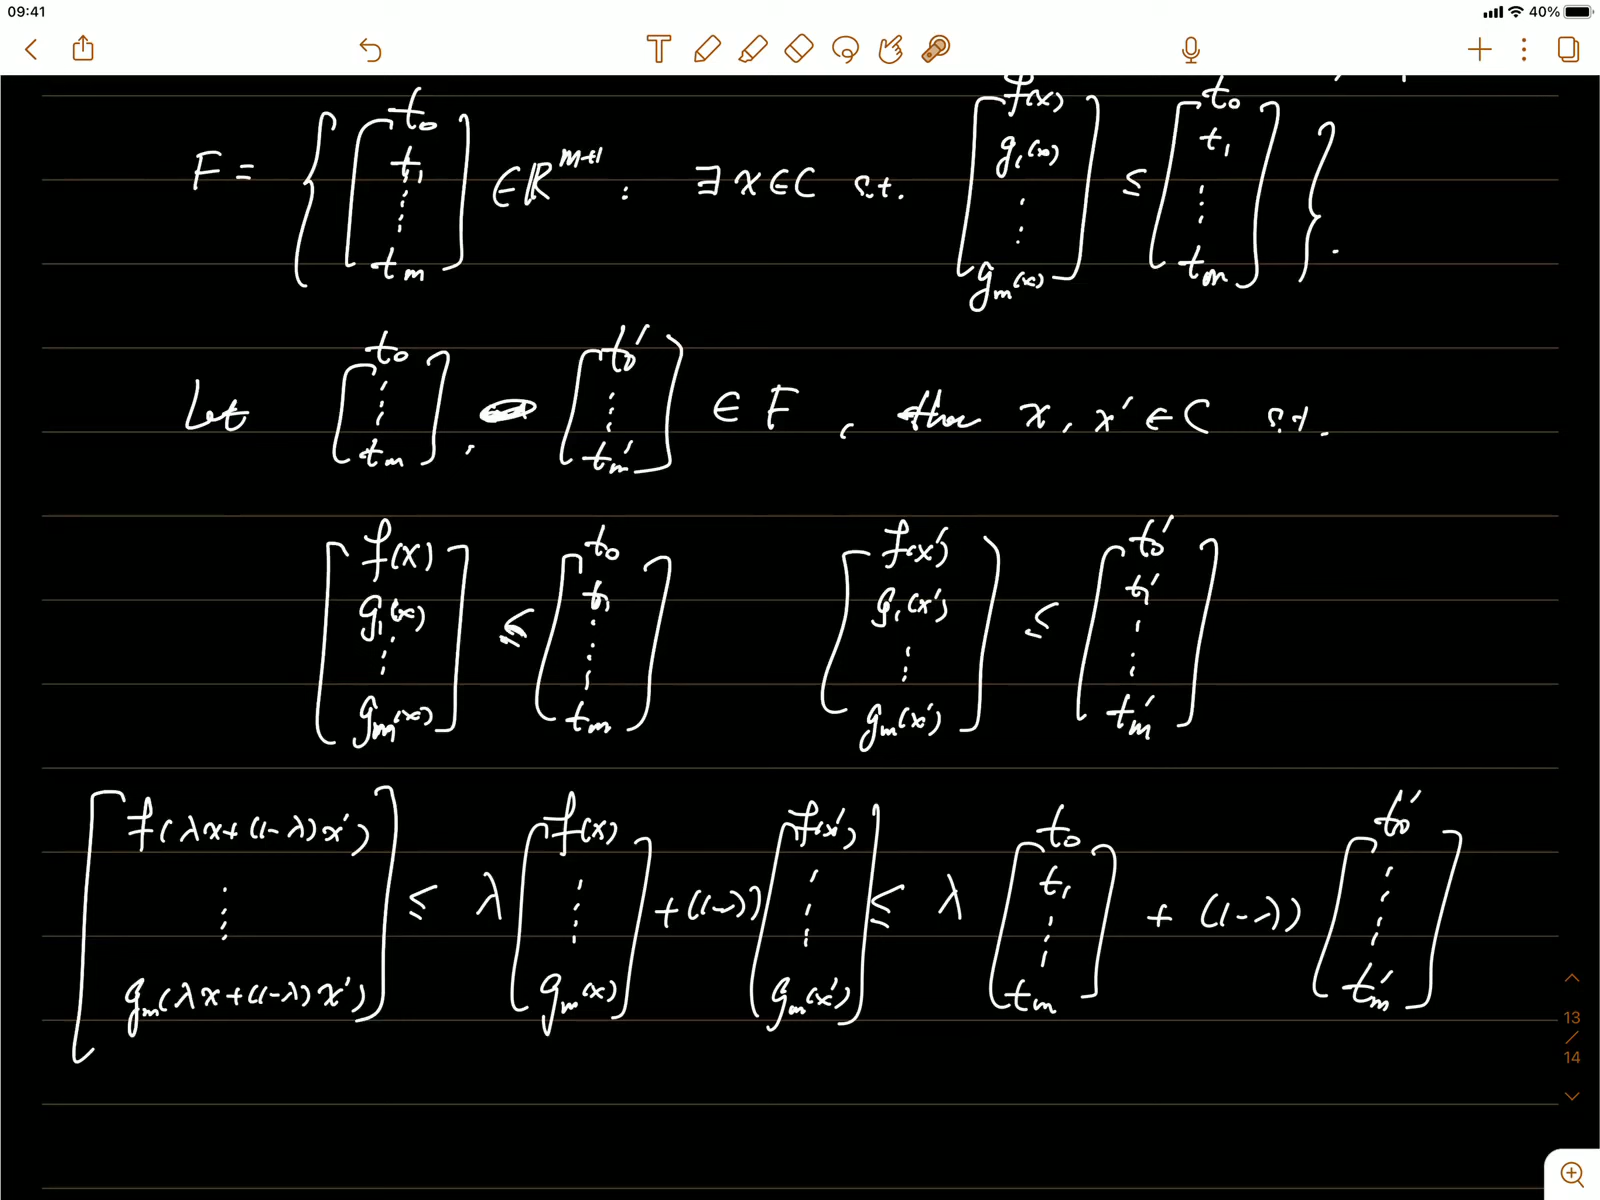 09:41 40%
F = { [ t₀ t₁ ⋮ tₘ ] ∈ ℝᵐ⁺¹ : ∃ x ∈ C s.t. [ f(x) g₁(x) ⋮ gₘ(x) ] ≤ [ t₀ t₁ ⋮ tₘ ] }.
Let [ t₀ ⋮ tₘ ], [ t₀' ⋮ tₘ' ] ∈ F, then x, x' ∈ C s.t.
[ f(x) g₁(x) ⋮ gₘ(x) ] ≤ [ t₀ t₁ ⋮ tₘ ] [ f(x') g₁(x') ⋮ gₘ(x') ] ≤ [ t₀' t₁' ⋮ tₘ' ]
[ f(λx+(1-λ)x') ⋮ gₘ(λx+(1-λ)x') ] ≤ λ [ f(x) ⋮ gₘ(x) ] + (1-λ) [ f(x') ⋮ gₘ(x') ] ≤ λ [ t₀ t₁ ⋮ tₘ ] + (1-λ) [ t₀' ⋮ tₘ' ]
13
/
14